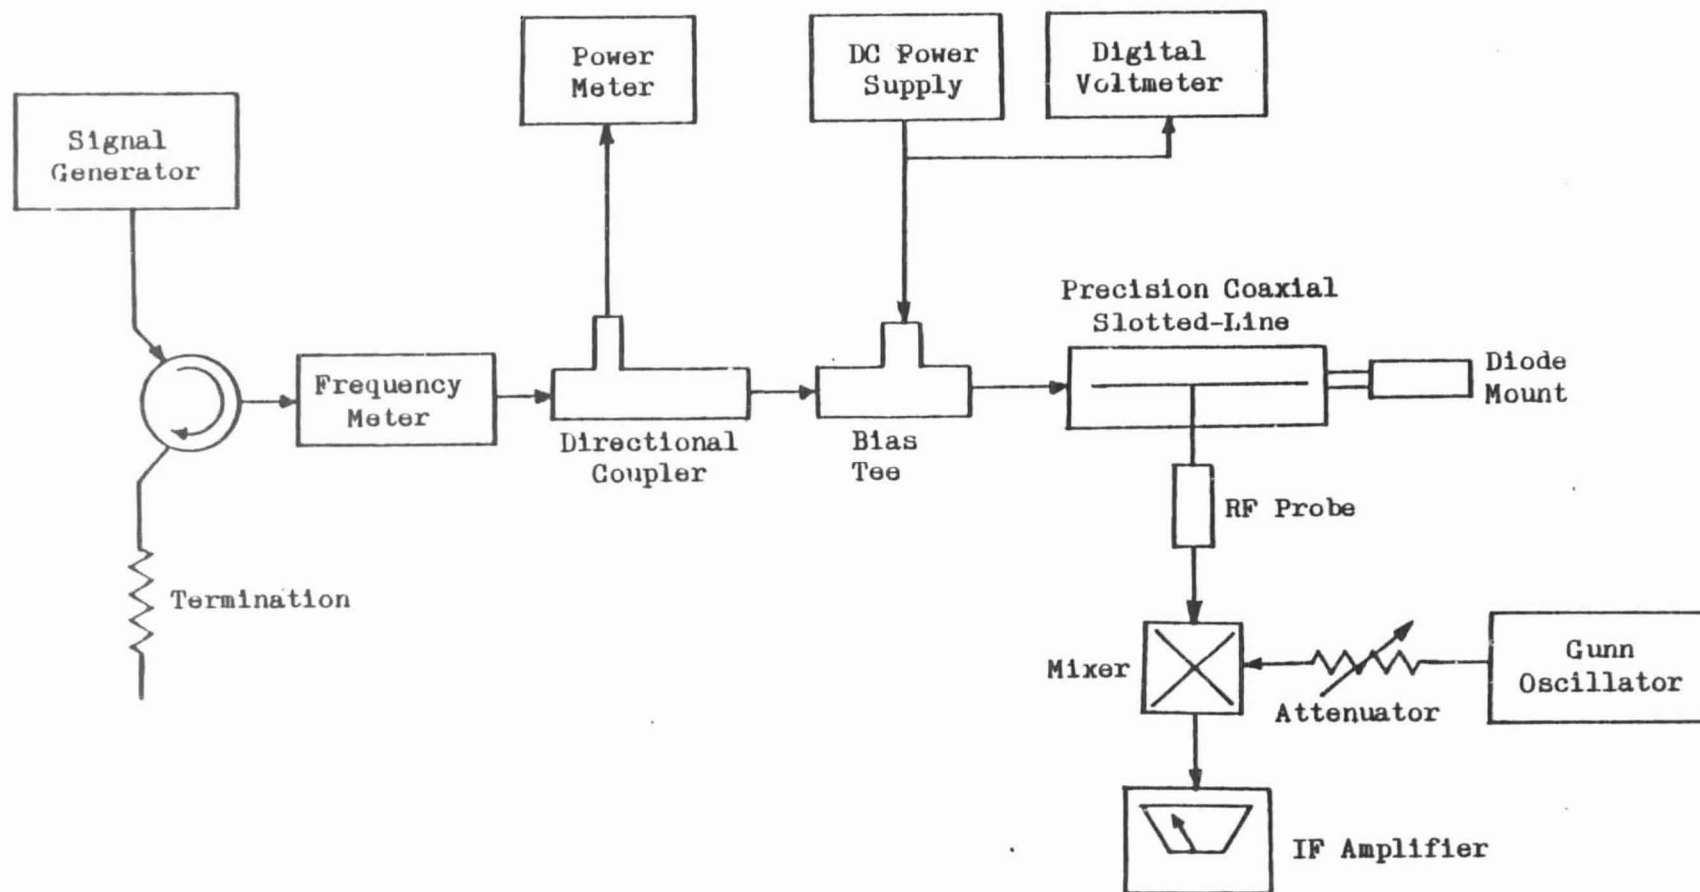 Power
Meter
DC Power
Supply
Digital
Voltmeter
Signal
Generator
Precision Coaxial
Slotted-Line
Diode
Mount
Frequency
Meter
Directional
Coupler
Bias
Tee
RF Probe
Termination
Mixer
Attenuator
Gunn
Oscillator
IF Amplifier